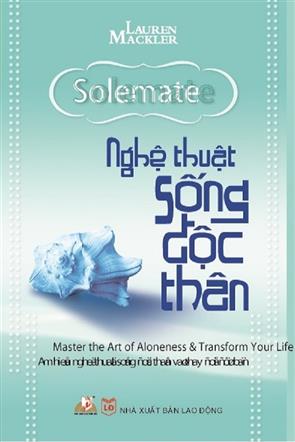 LAUREN
MACKLER
Solemate
Nghệ thuật
sống
độc
thân
Master the Art of Aloneness & Transform Your Life
NHÀ XUẤT BẢN LAO ĐỘNG